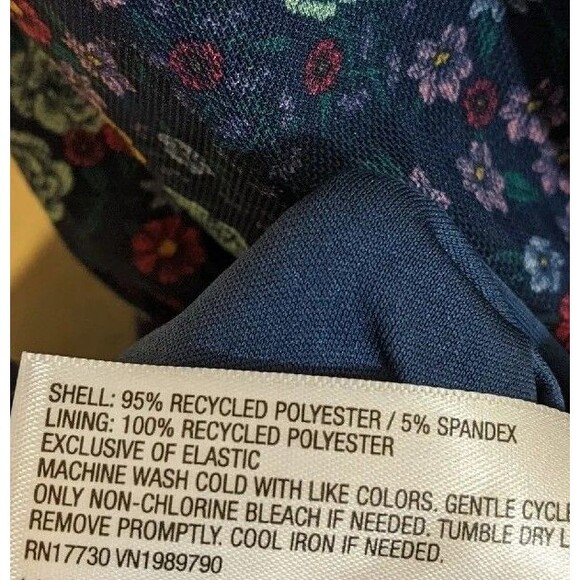 SHELL: 95% RECYCLED POLYESTER / 5% SPANDEX
LINING: 100% RECYCLED POLYESTER
EXCLUSIVE OF ELASTIC
MACHINE WASH COLD WITH LIKE COLORS. GENTLE CYCLE
ONLY NON-CHLORINE BLEACH IF NEEDED. TUMBLE DRY L
REMOVE PROMPTLY. COOL IRON IF NEEDED.
RN17730 VN1989790